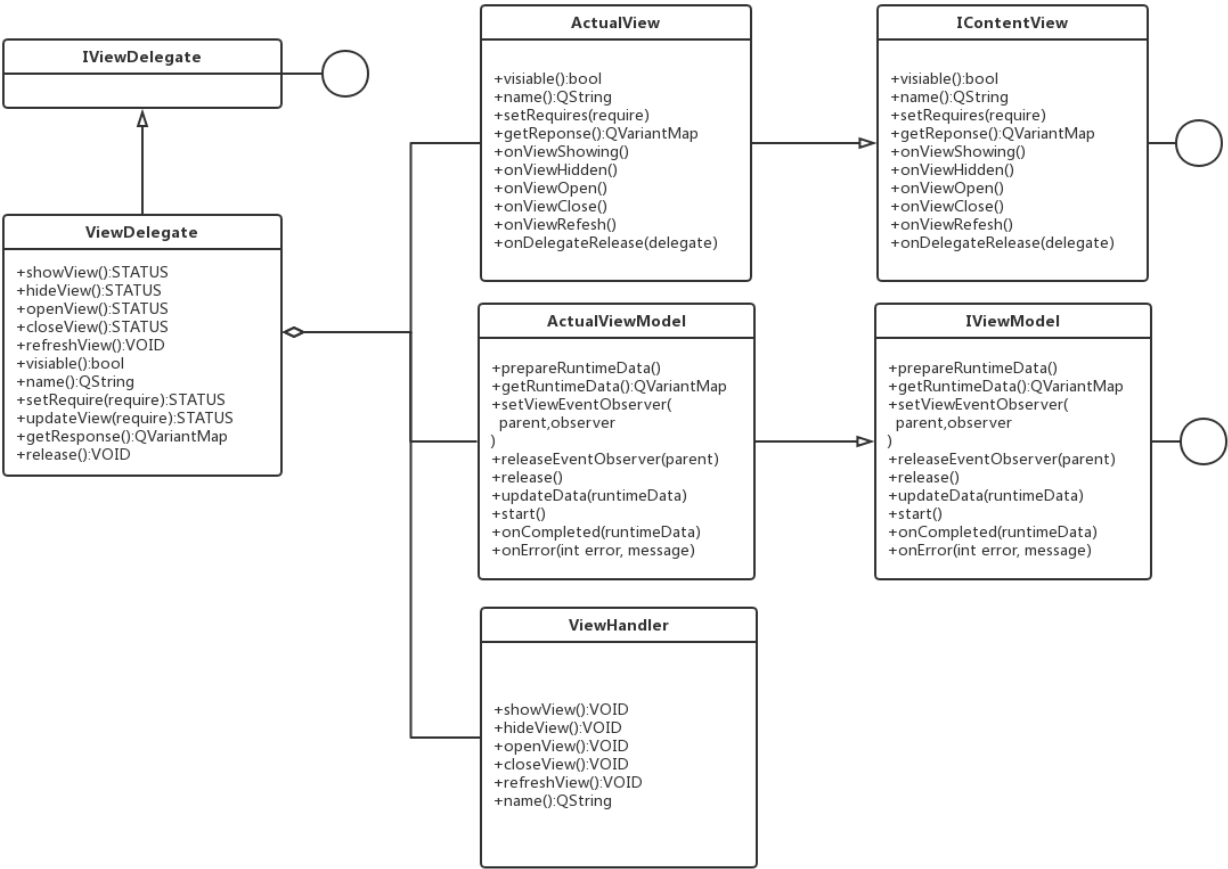 IViewDelegate
ViewDelegate
+showView():STATUS
+hideView():STATUS
+openView():STATUS
+closeView():STATUS
+refreshView():VOID
+visiable():bool
+name():QString
+setRequire(require):STATUS
+updateView(require):STATUS
+getResponse():QVariantMap
+release():VOID
ActualView
+visiable():bool
+name():QString
+setRequires(require)
+getReponse():QVariantMap
+onViewShowing()
+onViewHidden()
+onViewOpen()
+onViewClose()
+onViewRefesh()
+onDelegateRelease(delegate)
IContentView
+visiable():bool
+name():QString
+setRequires(require)
+getReponse():QVariantMap
+onViewShowing()
+onViewHidden()
+onViewOpen()
+onViewClose()
+onViewRefesh()
+onDelegateRelease(delegate)
ActualViewModel
+prepareRuntimeData()
+getRuntimeData():QVariantMap
+setViewEventObserver(
parent,observer
)
+releaseEventObserver(parent)
+release()
+updateData(runtimeData)
+start()
+onCompleted(runtimeData)
+onError(int error, message)
IViewModel
+prepareRuntimeData()
+getRuntimeData():QVariantMap
+setViewEventObserver(
parent,observer
)
+releaseEventObserver(parent)
+release()
+updateData(runtimeData)
+start()
+onCompleted(runtimeData)
+onError(int error, message)
ViewHandler
+showView():VOID
+hideView():VOID
+openView():VOID
+closeView():VOID
+refreshView():VOID
+name():QString